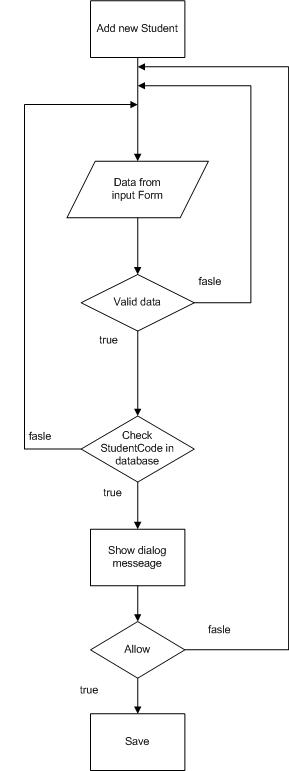 Add new Student
Data from
input Form
fasle
Valid data
true
Check
StudentCode in
database
fasle
true
Show dialog
messeage
fasle
Allow
true
Save